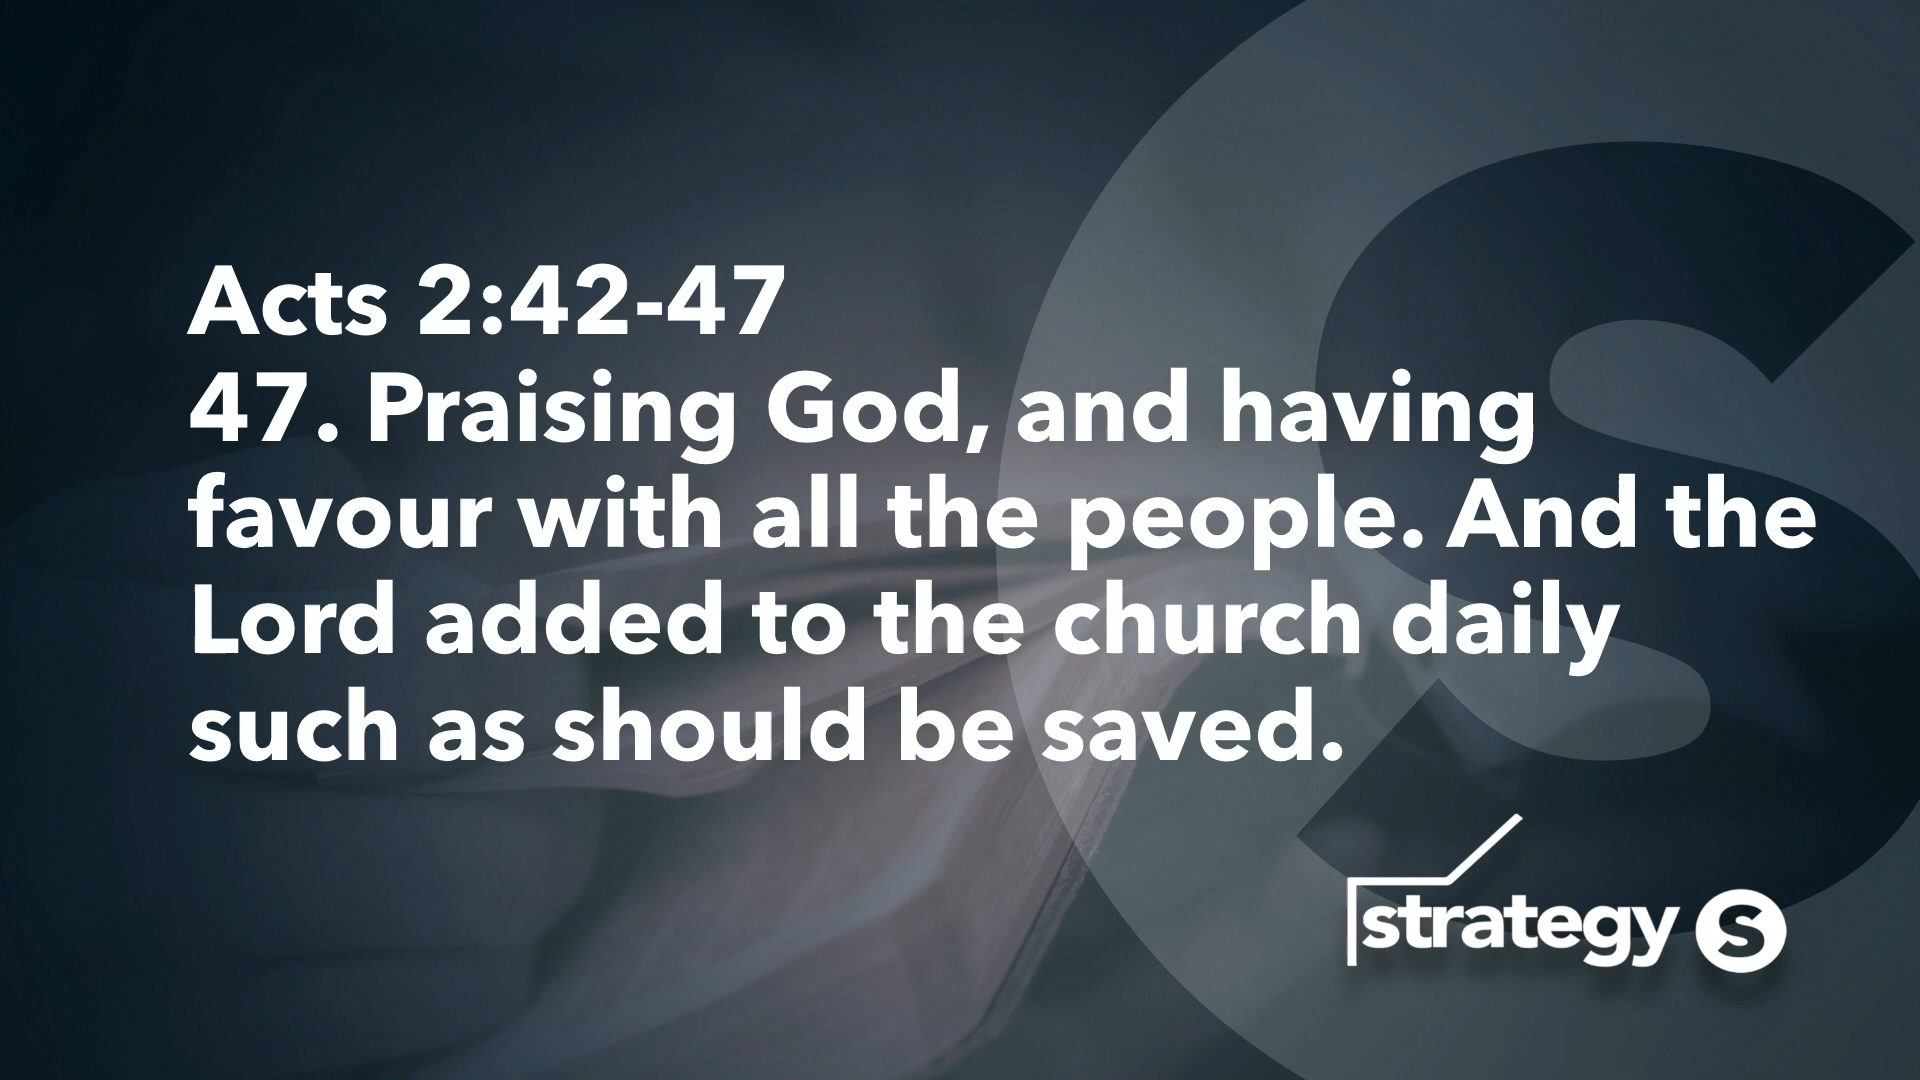 Acts 2:42-47
47. Praising God, and having
favour with all the people. And the
Lord added to the church daily
such as should be saved.
strategy S